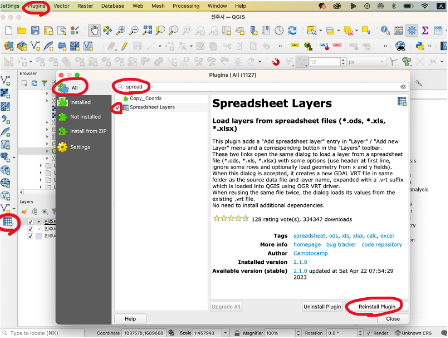 Settings Plugins Vector Raster Database Web Mesh Processing Window Help
QGIS
Browser
Plugins | All (1127)
All
spread
Installed
Not installed
Install from ZIP
Settings
Copy_Coords
Spreadsheet Layers
Spreadsheet Layers
Load layers from spreadsheet files (*.ods, *.xls,
*.xlsx)
This plugin adds a "Add spreadsheet layer" entry in "Layer" / "Add new
Layer" menu and a corresponding button in the "Layers" toolbar.
These two links open the same dialog to load a layer from a spreadsheet
file (*.ods, *.xls, *.xlsx) with some options (use header at first line,
ignore some rows and optionally load geometry from x and y fields).
When this dialog is accepted, it creates a new GDAL VRT file in same
folder as the source data file and layer name, expanded with a .vrt suffix
which is loaded into QGIS using OGR VRT driver.
When reusing the same file twice, the dialog loads its values from the
existing .vrt file.
No need to install additional dependencies.
128 rating vote(s), 334347 downloads
Tags spreadsheet, ods, xls, xlsx, calc, excel
More info homepage bug tracker code repository
Author Camptocamp
Installed version 2.1.0
Available version (stable) 2.1.0 updated at Sat Apr 22 07:54:29
2023
Layers
Upgrade All Uninstall Plugin Reinstall Plugin
Help Close
Type to locate (⌘K) Coordinate Scale 1:457943 Magnifier 100% Rotation 0.0 ° Render Unknown CRS